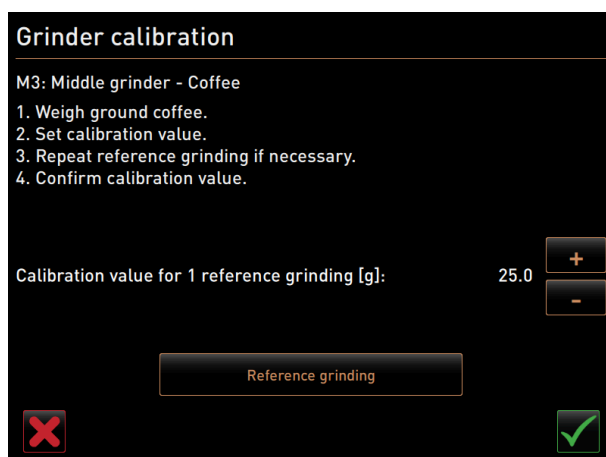 Grinder calibration
M3: Middle grinder - Coffee
1. Weigh ground coffee.
2. Set calibration value.
3. Repeat reference grinding if necessary.
4. Confirm calibration value.
Calibration value for 1 reference grinding [g]: 25.0
+
-
Reference grinding